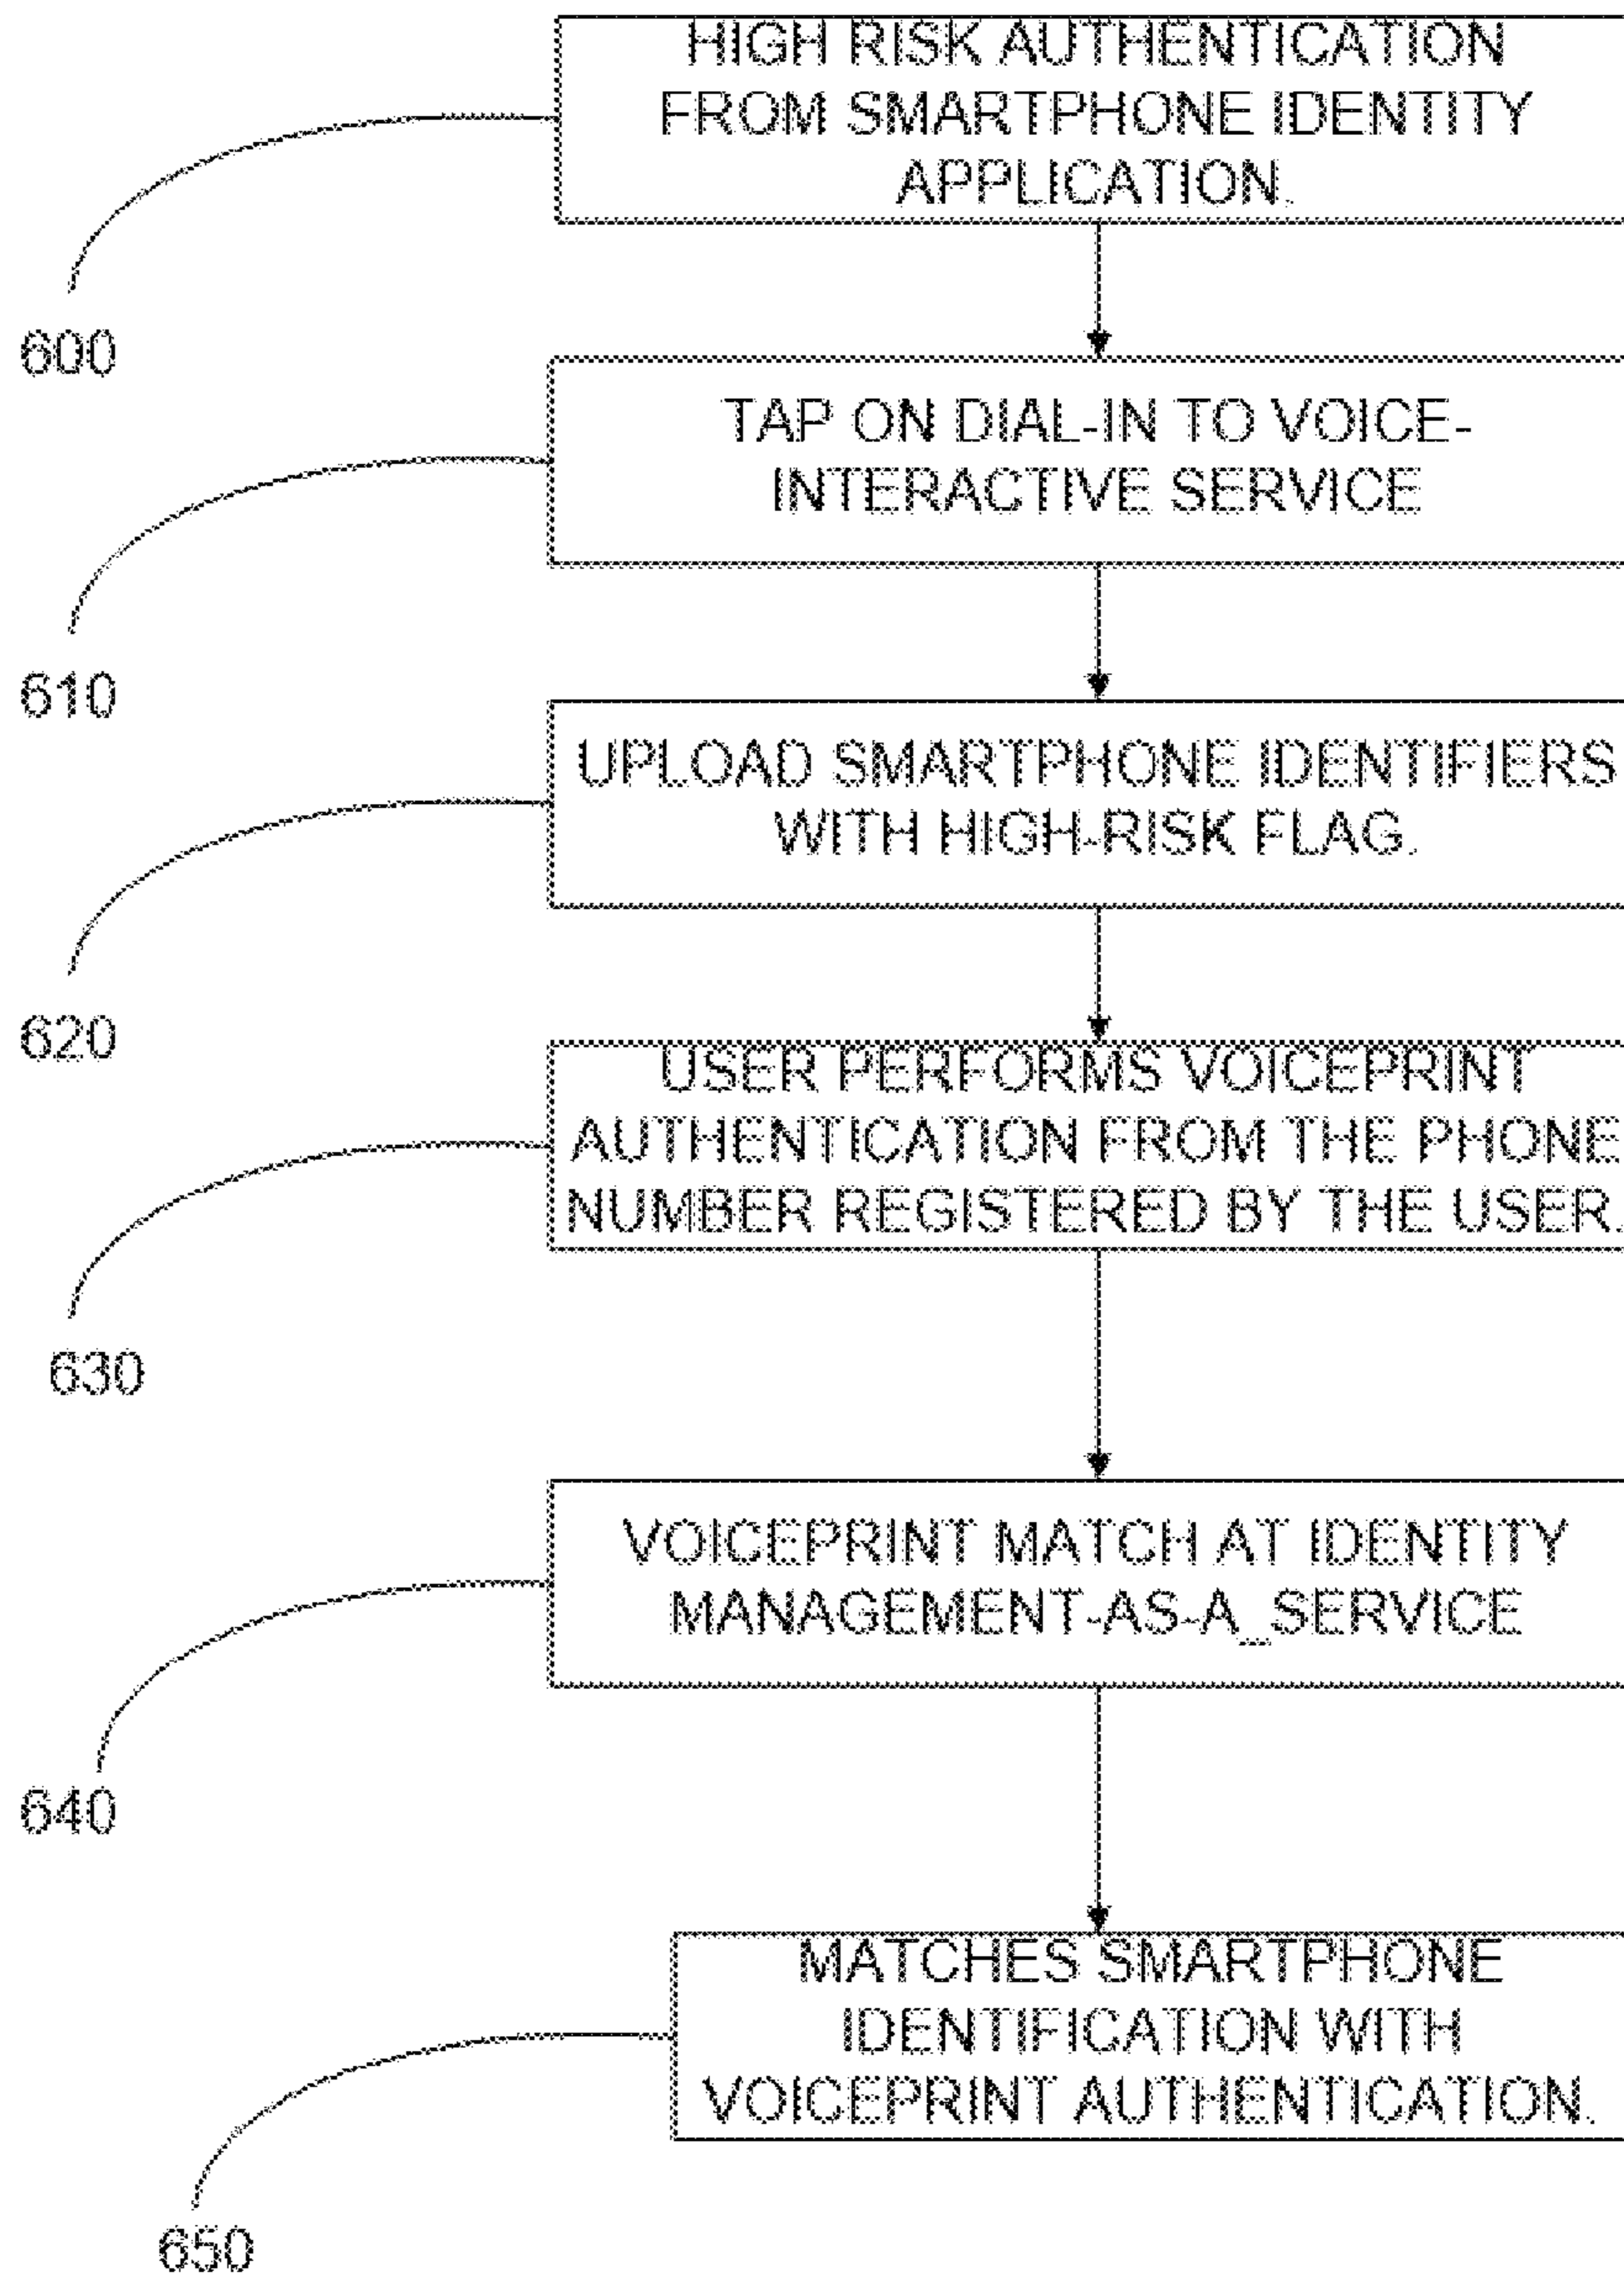 HIGH RISK AUTHENTICATION
FROM SMARTPHONE IDENTITY
APPLICATION.
600
TAP ON DIAL-IN TO VOICE-
INTERACTIVE SERVICE
610
UPLOAD SMARTPHONE IDENTIFIERS
WITH HIGH-RISK FLAG.
620
USER PERFORMS VOICEPRINT
AUTHENTICATION FROM THE PHONE
NUMBER REGISTERED BY THE USER.
630
VOICEPRINT MATCH AT IDENTITY
MANAGEMENT-AS-A_SERVICE
640
MATCHES SMARTPHONE
IDENTIFICATION WITH
VOICEPRINT AUTHENTICATION.
650